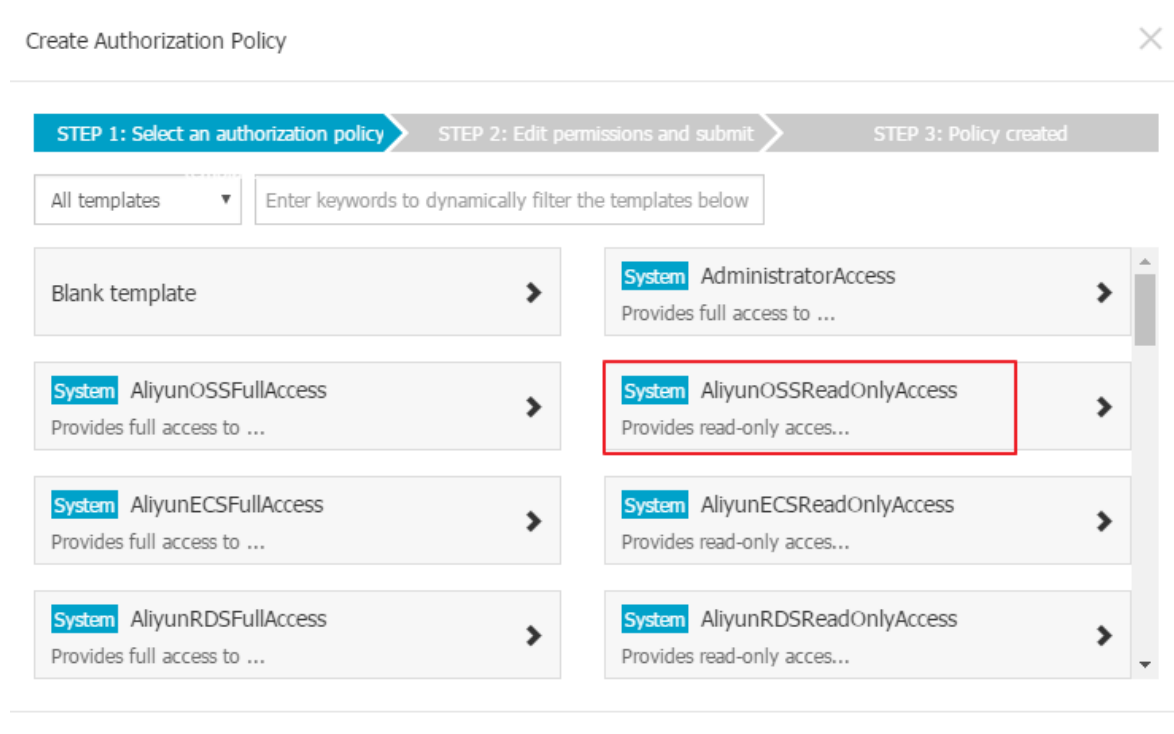 Create Authorization Policy
STEP 1: Select an authorization policy
STEP 2: Edit permissions and submit
STEP 3: Policy created
All templates
Enter keywords to dynamically filter the templates below
Blank template
System AdministratorAccess
Provides full access to ...
System AliyunOSSFullAccess
Provides full access to ...
System AliyunOSSReadOnlyAccess
Provides read-only acces...
System AliyunECSFullAccess
Provides full access to ...
System AliyunECSReadOnlyAccess
Provides read-only acces...
System AliyunRDSFullAccess
Provides full access to ...
System AliyunRDSReadOnlyAccess
Provides read-only acces...